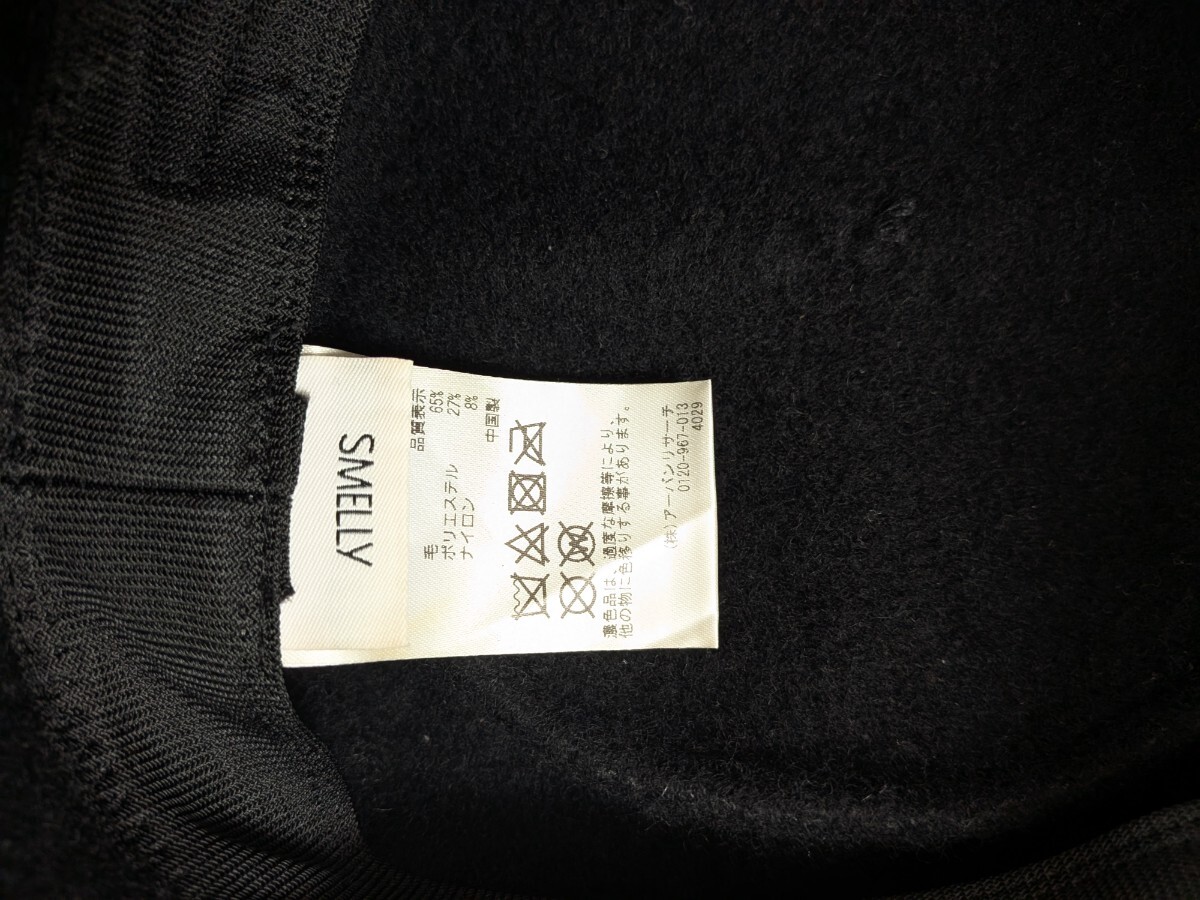 SMELLY
品質表示
毛 65%
ポリエステル 27%
ナイロン 8%
中国製
濃色品は、過度な摩擦等により、
他の物に色移りする事があります。
(株)アーバンリサーチ
0120-967-013
4029